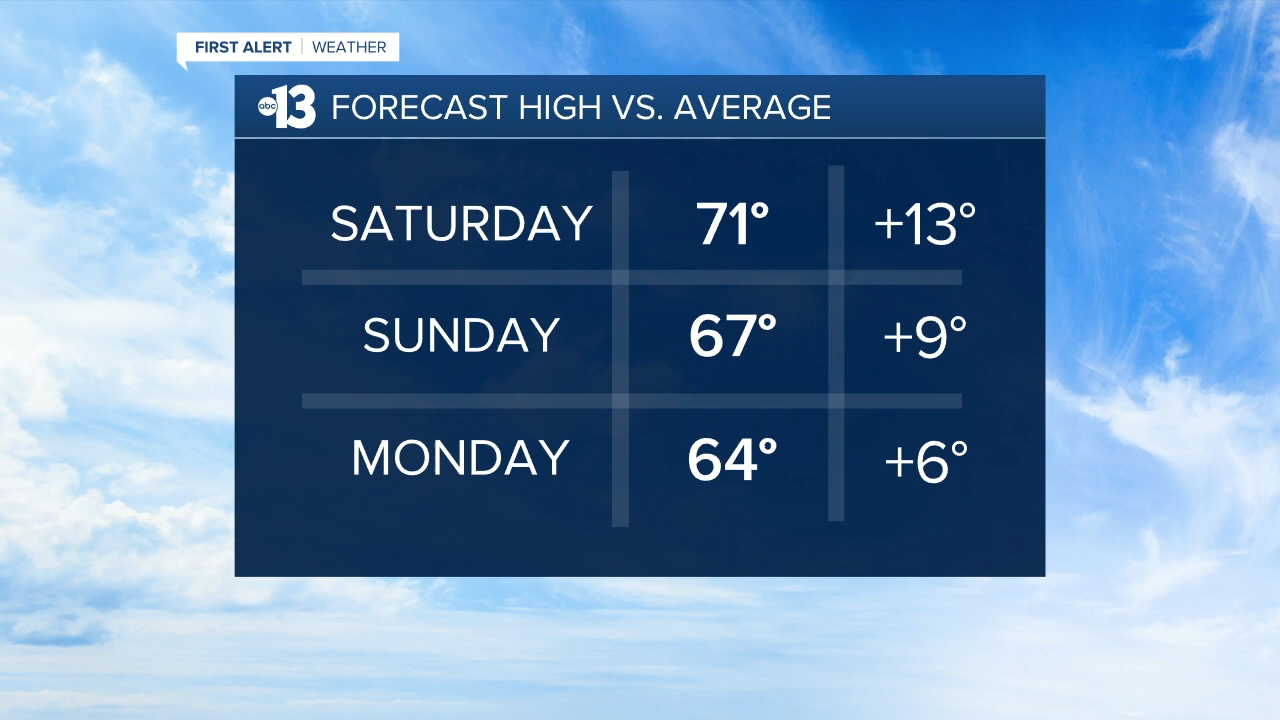 FIRST ALERT | WEATHER
abc 13 FORECAST HIGH VS. AVERAGE
SATURDAY 71° +13°
SUNDAY 67° +9°
MONDAY 64° +6°